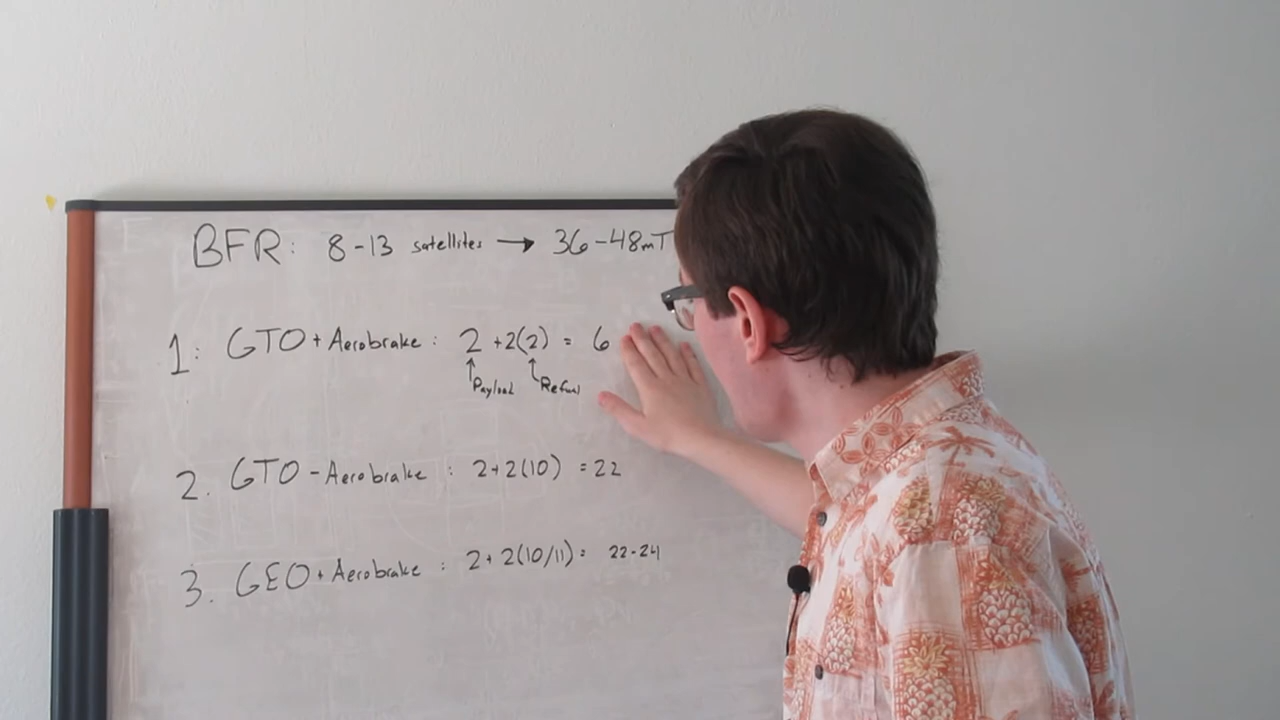 BFR: 8-13 satellites → 36-48mT
1: GTO + Aerobrake : 2 + 2(2) = 6
Payload Refuel
2. GTO - Aerobrake : 2+2(10) = 22
3. GEO + Aerobrake : 2+2(10/11) = 22-24